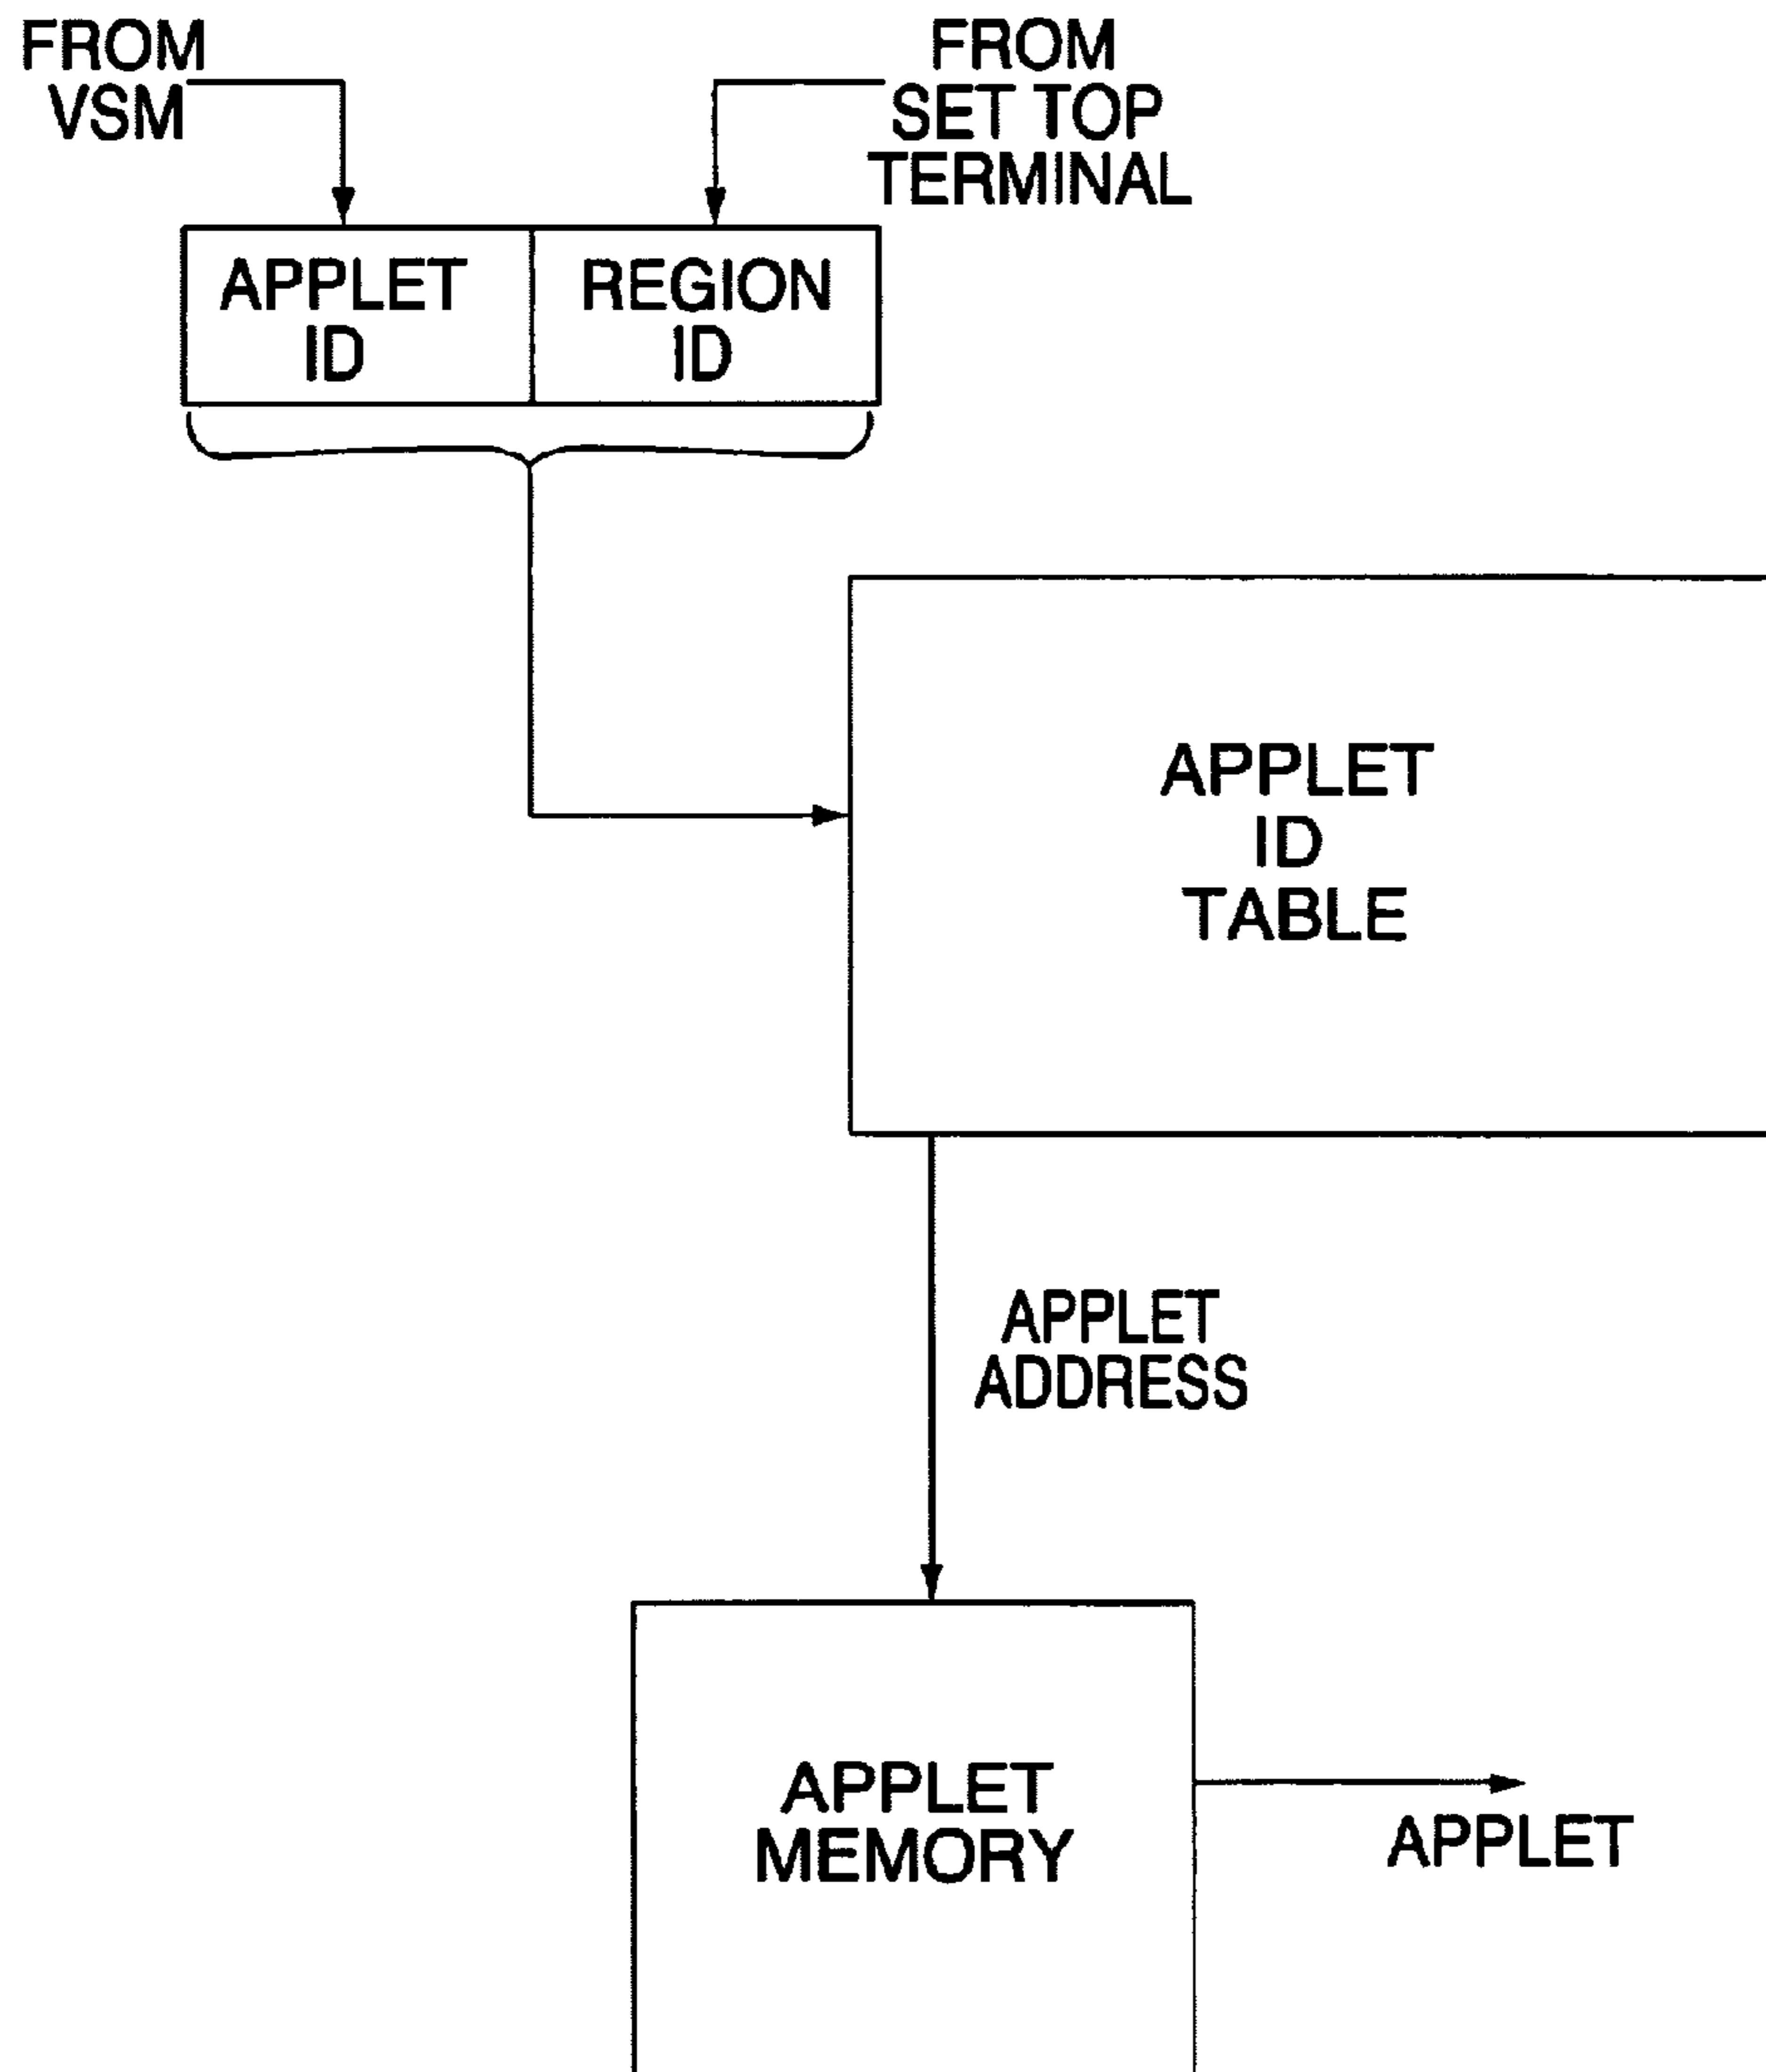 FROM
VSM
FROM
SET TOP
TERMINAL
APPLET
ID
REGION
ID
APPLET
ID
TABLE
APPLET
ADDRESS
APPLET
MEMORY
APPLET